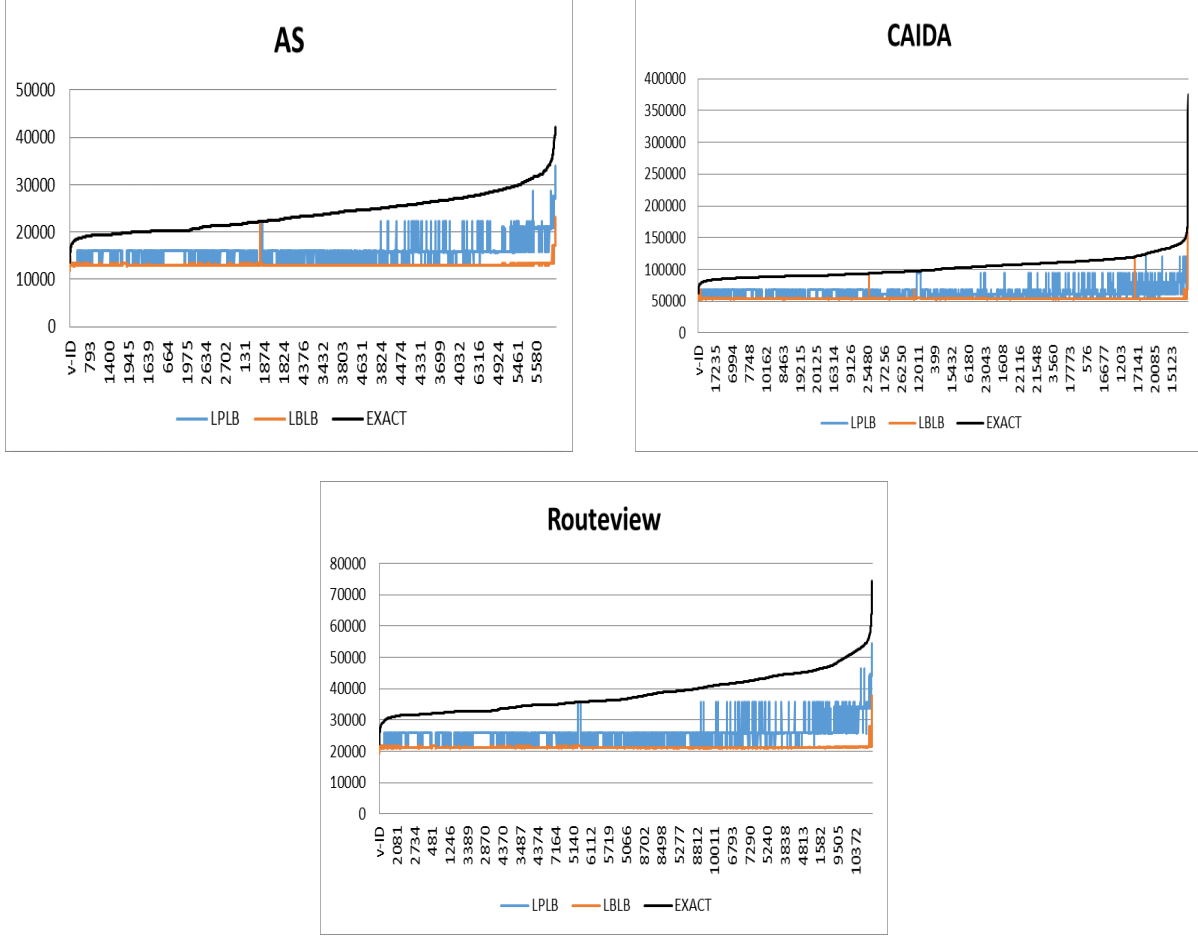 AS
50000
40000
30000
20000
10000
0
v-ID 793 1400 1945 1639 664 1975 2634 2702 131 1874 1824 4376 3432 3803 4631 3824 4474 4331 3699 4032 6316 4924 5461 5580
LPLB LBLB EXACT
CAIDA
400000
350000
300000
250000
200000
150000
100000
50000
0
v-ID 17235 6994 7748 10162 8463 19215 20125 16314 9126 25480 17256 26250 12011 399 15432 6180 23043 1608 22116 21548 3560 17773 576 16677 1203 17141 20085 15123
LPLB LBLB EXACT
Routeview
80000
70000
60000
50000
40000
30000
20000
10000
0
v-ID 2081 2734 481 1246 3389 2870 4370 3487 4374 7164 5140 6112 5719 5066 8702 8498 5277 8812 10011 6793 7290 5240 3838 4813 1582 9505 10372
LPLB LBLB EXACT